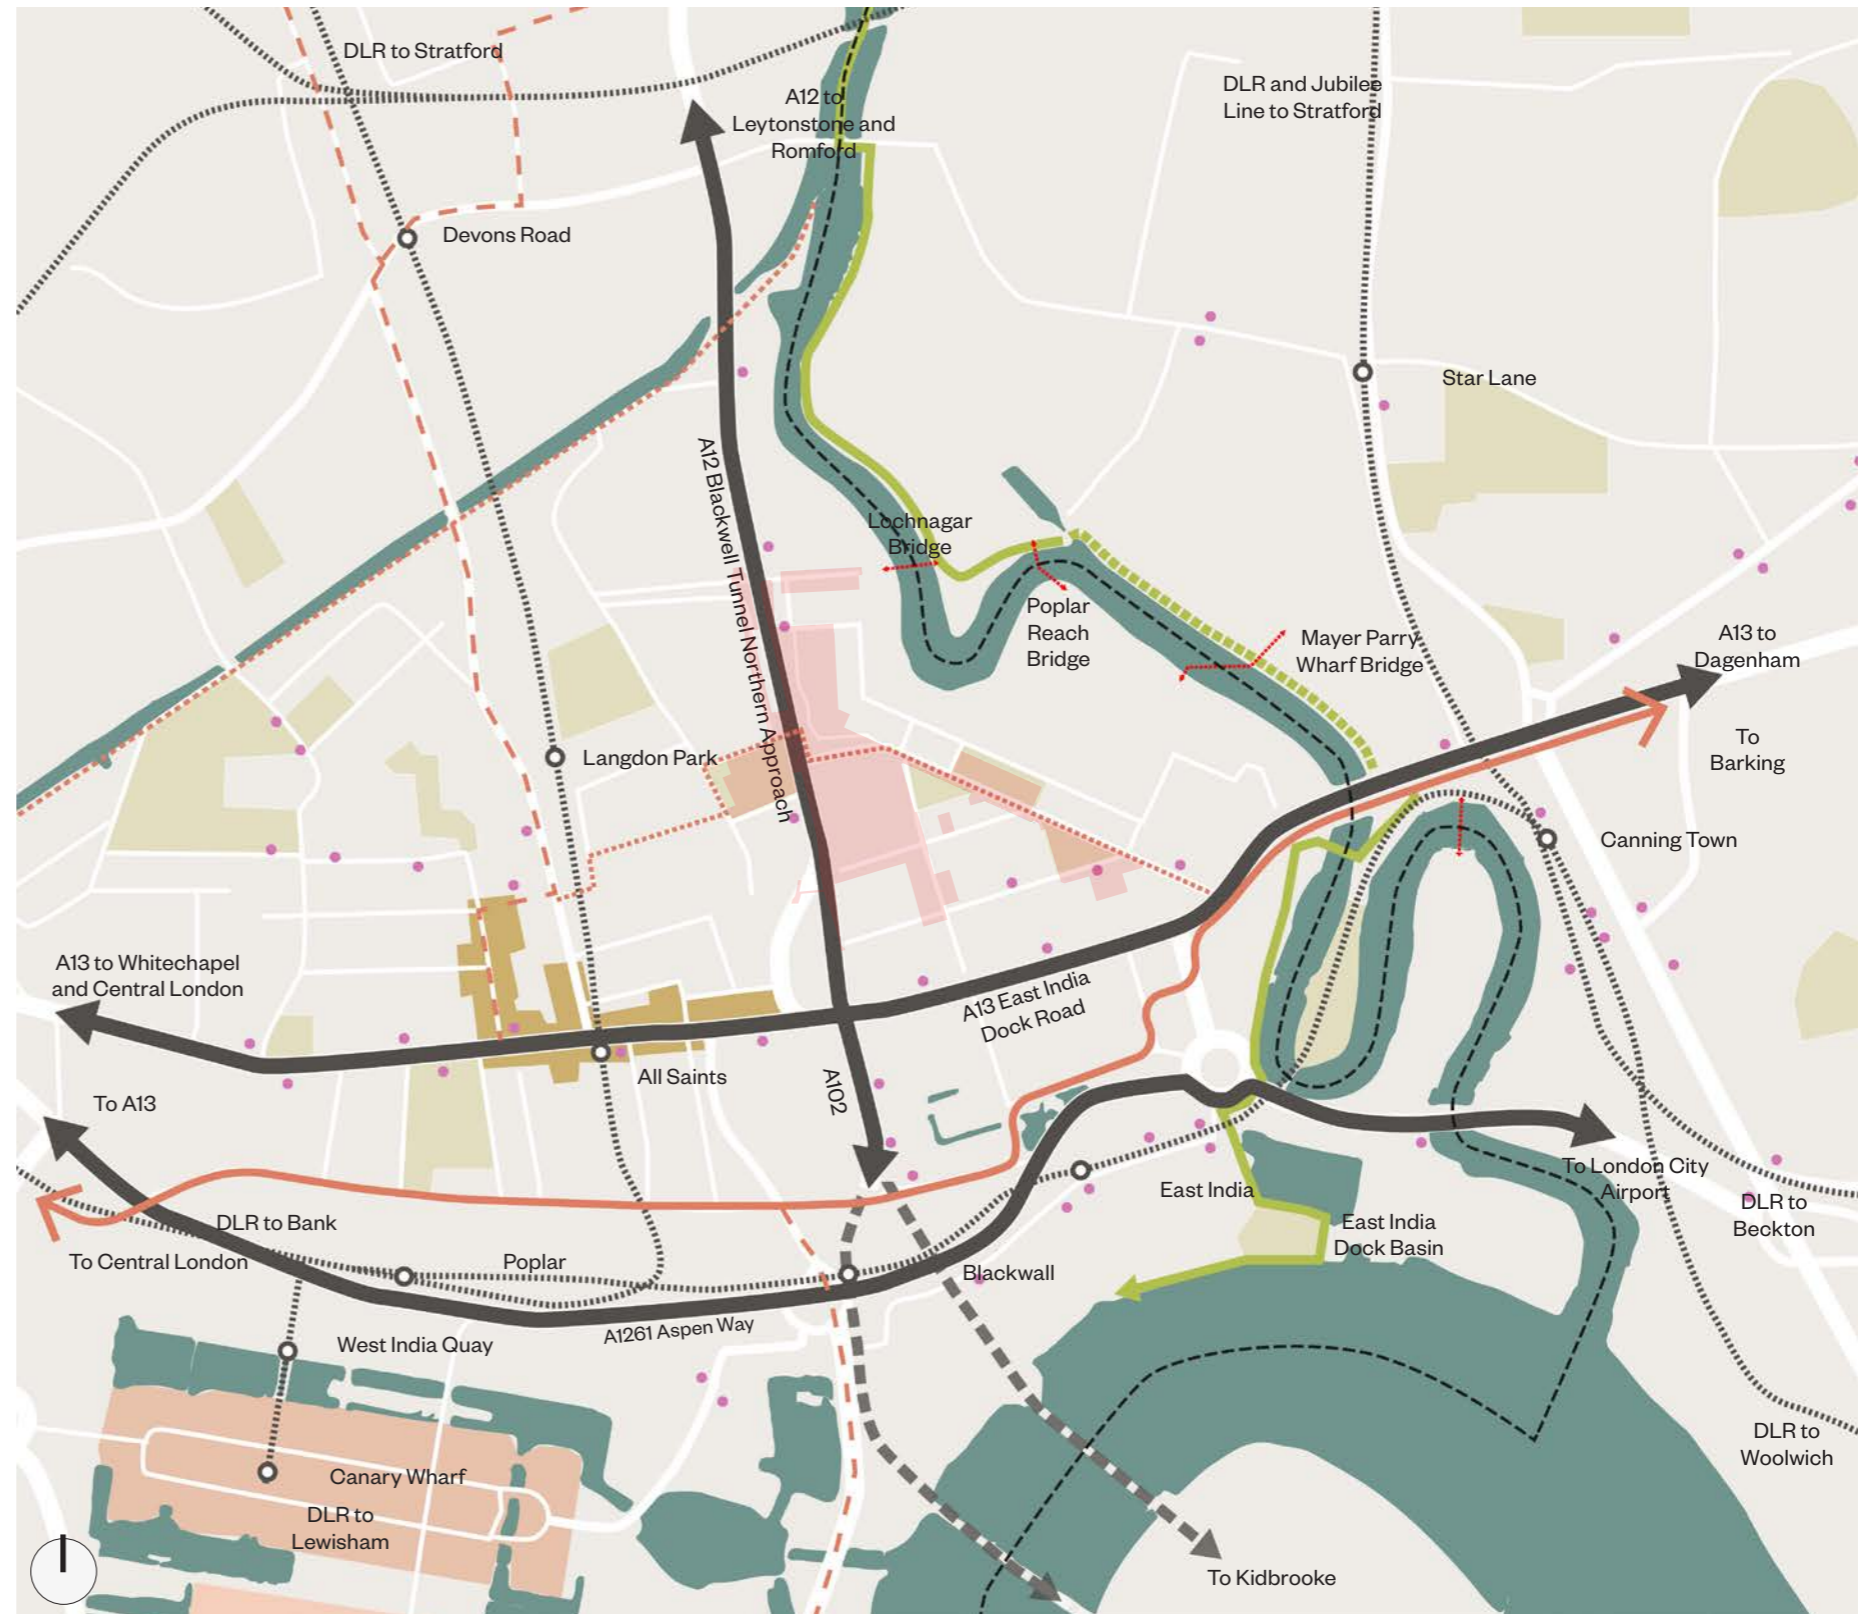 DLR to Stratford
A12 to
Leytonstone and
Romford
DLR and Jubilee
Line to Stratford
Devons Road
Star Lane
A12 Blackwell Tunnel Northern Approach
Lochnagar
Bridge
Poplar
Reach
Bridge
Mayer Parry
Wharf Bridge
A13 to
Dagenham
To
Barking
Langdon Park
Canning Town
A13 to Whitechapel
and Central London
A13 East India
Dock Road
All Saints
A102
To A13
East India
To London City
Airport
DLR to
Beckton
DLR to Bank
East India
Dock Basin
To Central London
Poplar
Blackwall
A1261 Aspen Way
West India Quay
Canary Wharf
DLR to
Lewisham
DLR to
Woolwich
To Kidbrooke